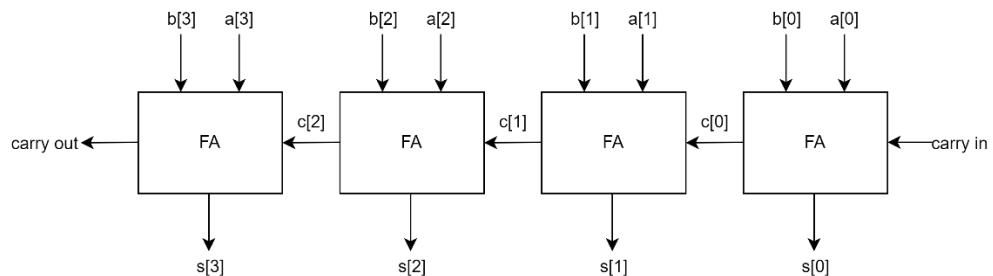 b[3] a[3] b[2] a[2] b[1] a[1] b[0] a[0]
c[2] c[1] c[0]
carry out FA FA FA FA carry in
s[3] s[2] s[1] s[0]